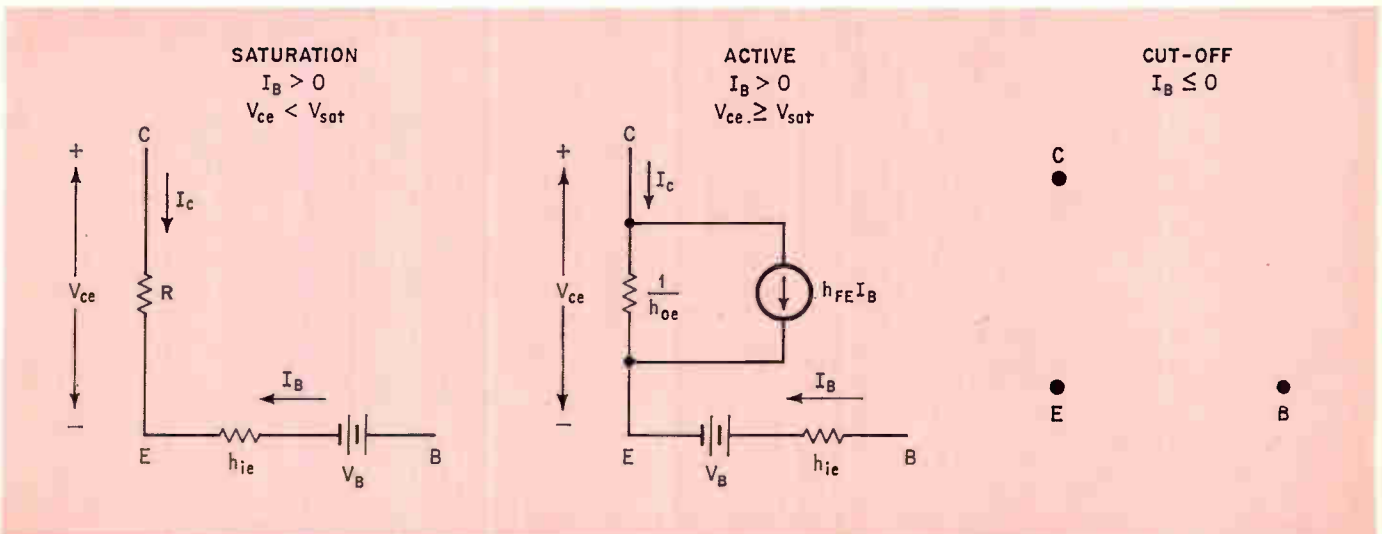 SATURATION
I_B > 0
V_ce < V_sat
C
+
I_c
V_ce
R
I_B
−
E
h_ie
V_B
B
ACTIVE
I_B > 0
V_ce. ≥ V_sat
C
+
I_c
V_ce
1
h_oe
h_FE I_B
I_B
−
E
V_B
h_ie
B
CUT-OFF
I_B ≤ 0
C
E
B